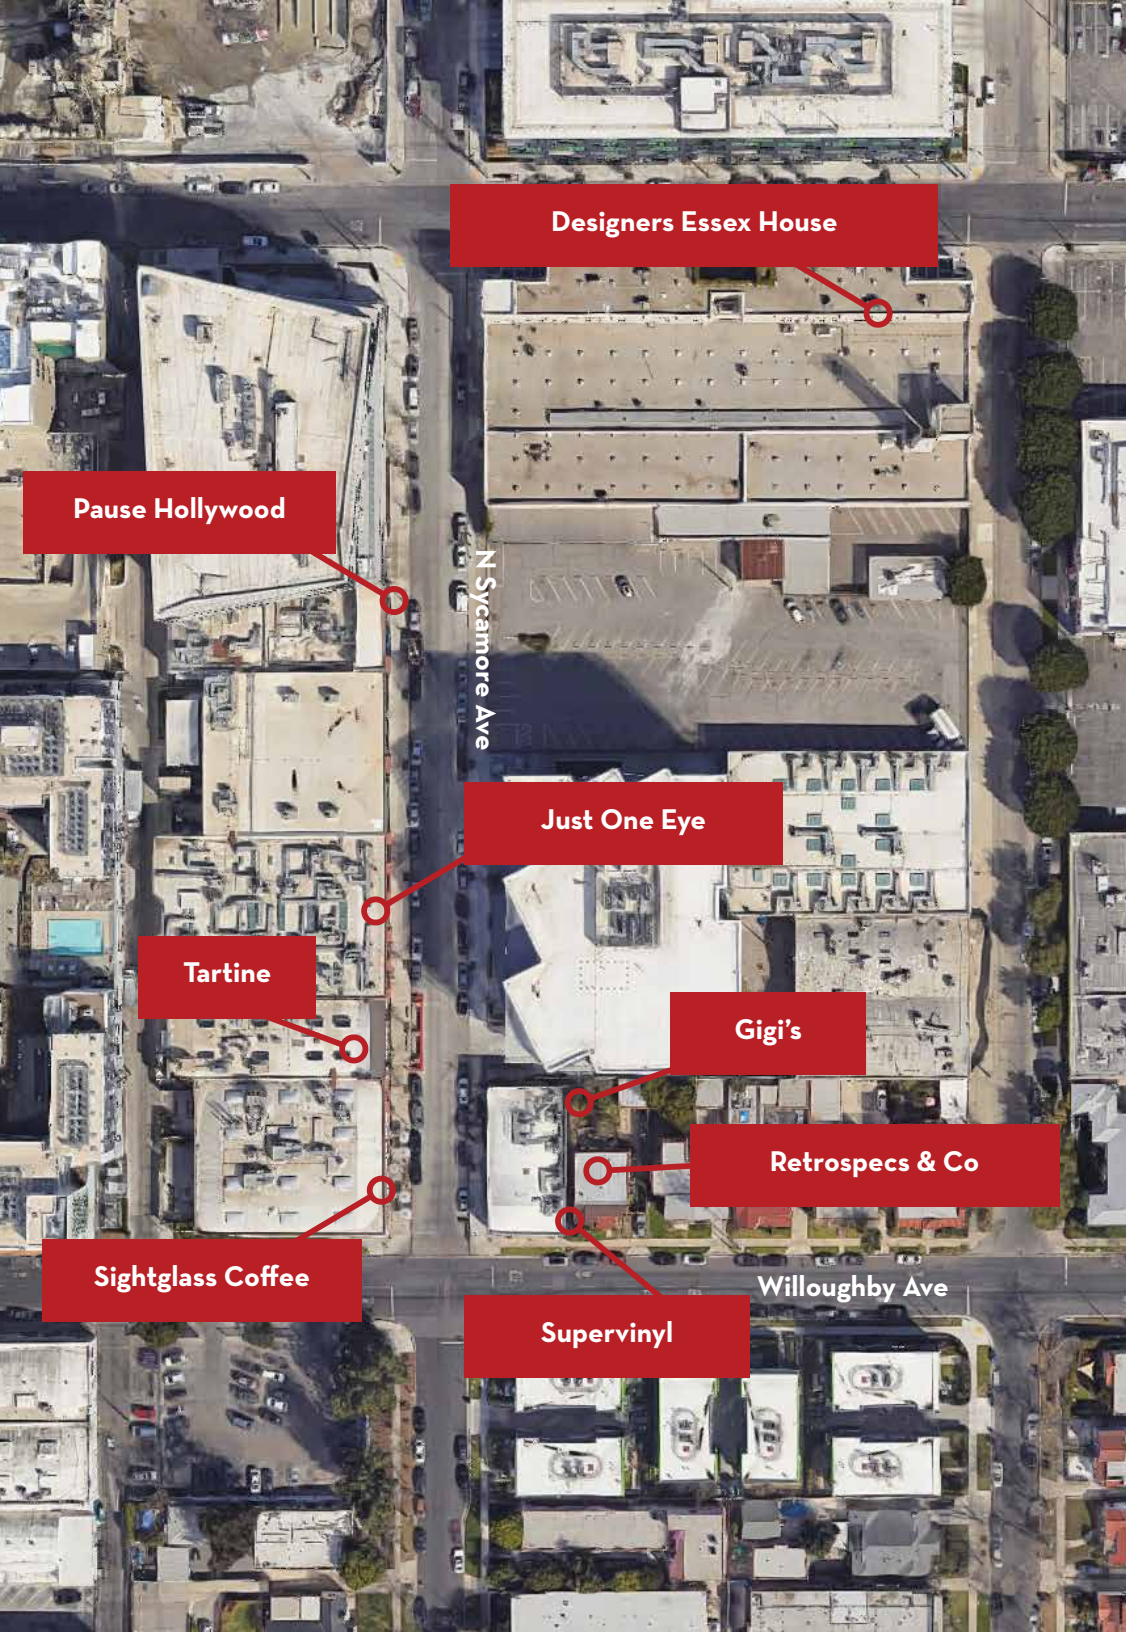 Designers Essex House
Pause Hollywood
N Sycamore Ave
Just One Eye
Tartine
Gigi’s
Retrospecs & Co
Sightglass Coffee
Willoughby Ave
Supervinyl